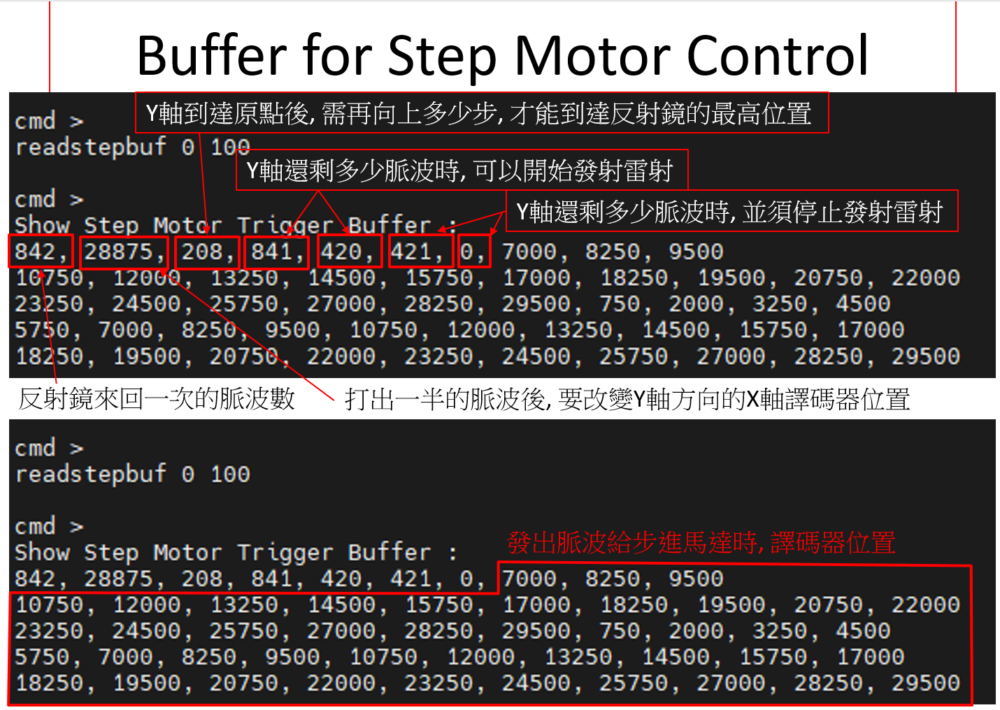 Buffer for Step Motor Control
Y軸到達原點後, 需再向上多少步, 才能到達反射鏡的最高位置
cmd >
readstepbuf 0 100
Y軸還剩多少脈波時, 可以開始發射雷射
cmd >
Y軸還剩多少脈波時, 並須停止發射雷射
Show Step Motor Trigger Buffer :
842, 28875, 208, 841, 420, 421, 0, 7000, 8250, 9500
10750, 12000, 13250, 14500, 15750, 17000, 18250, 19500, 20750, 22000
23250, 24500, 25750, 27000, 28250, 29500, 750, 2000, 3250, 4500
5750, 7000, 8250, 9500, 10750, 12000, 13250, 14500, 15750, 17000
18250, 19500, 20750, 22000, 23250, 24500, 25750, 27000, 28250, 29500
反射鏡來回一次的脈波數
打出一半的脈波後, 要改變Y軸方向的X軸譯碼器位置
cmd >
readstepbuf 0 100
cmd >
發出脈波給步進馬達時, 譯碼器位置
Show Step Motor Trigger Buffer :
842, 28875, 208, 841, 420, 421, 0, 7000, 8250, 9500
10750, 12000, 13250, 14500, 15750, 17000, 18250, 19500, 20750, 22000
23250, 24500, 25750, 27000, 28250, 29500, 750, 2000, 3250, 4500
5750, 7000, 8250, 9500, 10750, 12000, 13250, 14500, 15750, 17000
18250, 19500, 20750, 22000, 23250, 24500, 25750, 27000, 28250, 29500